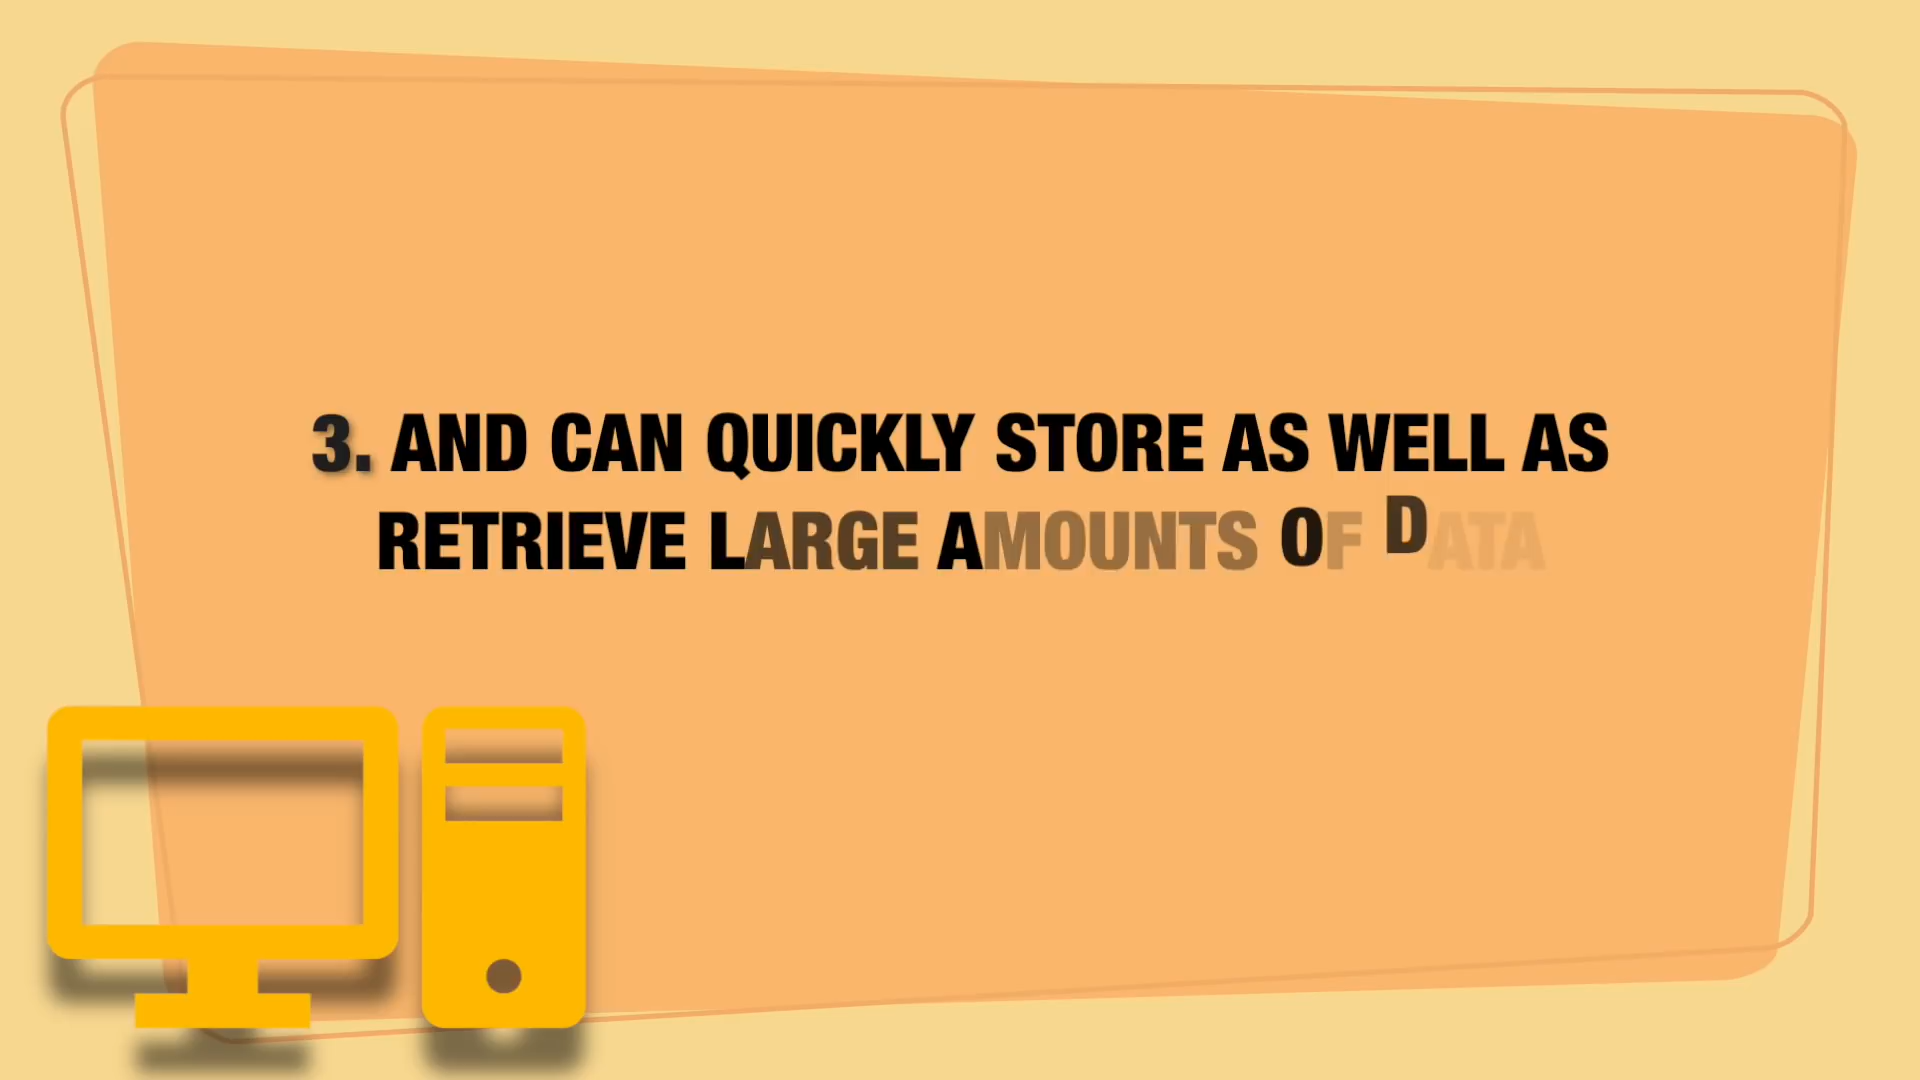 3. AND CAN QUICKLY STORE AS WELL AS
RETRIEVE LARGE AMOUNTS OF DATA